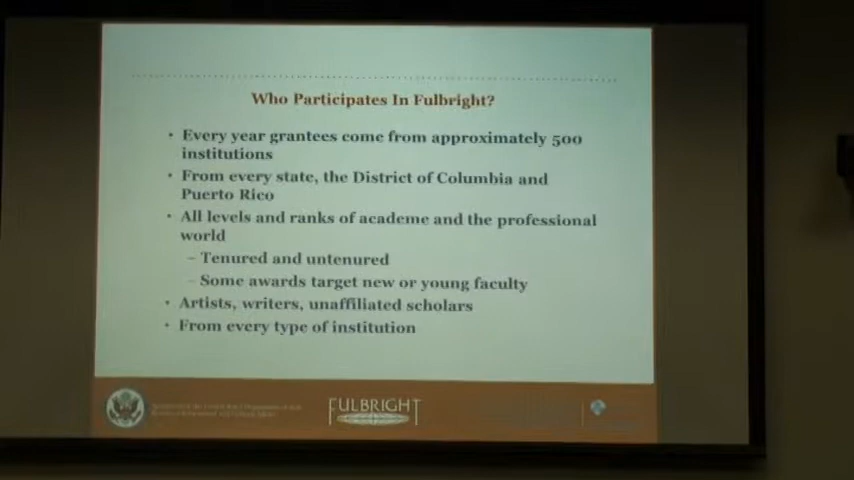 Who Participates In Fulbright?
• Every year grantees come from approximately 500
institutions
• From every state, the District of Columbia and
Puerto Rico
• All levels and ranks of academe and the professional
world
– Tenured and untenured
– Some awards target new or young faculty
• Artists, writers, unaffiliated scholars
• From every type of institution
FULBRIGHT